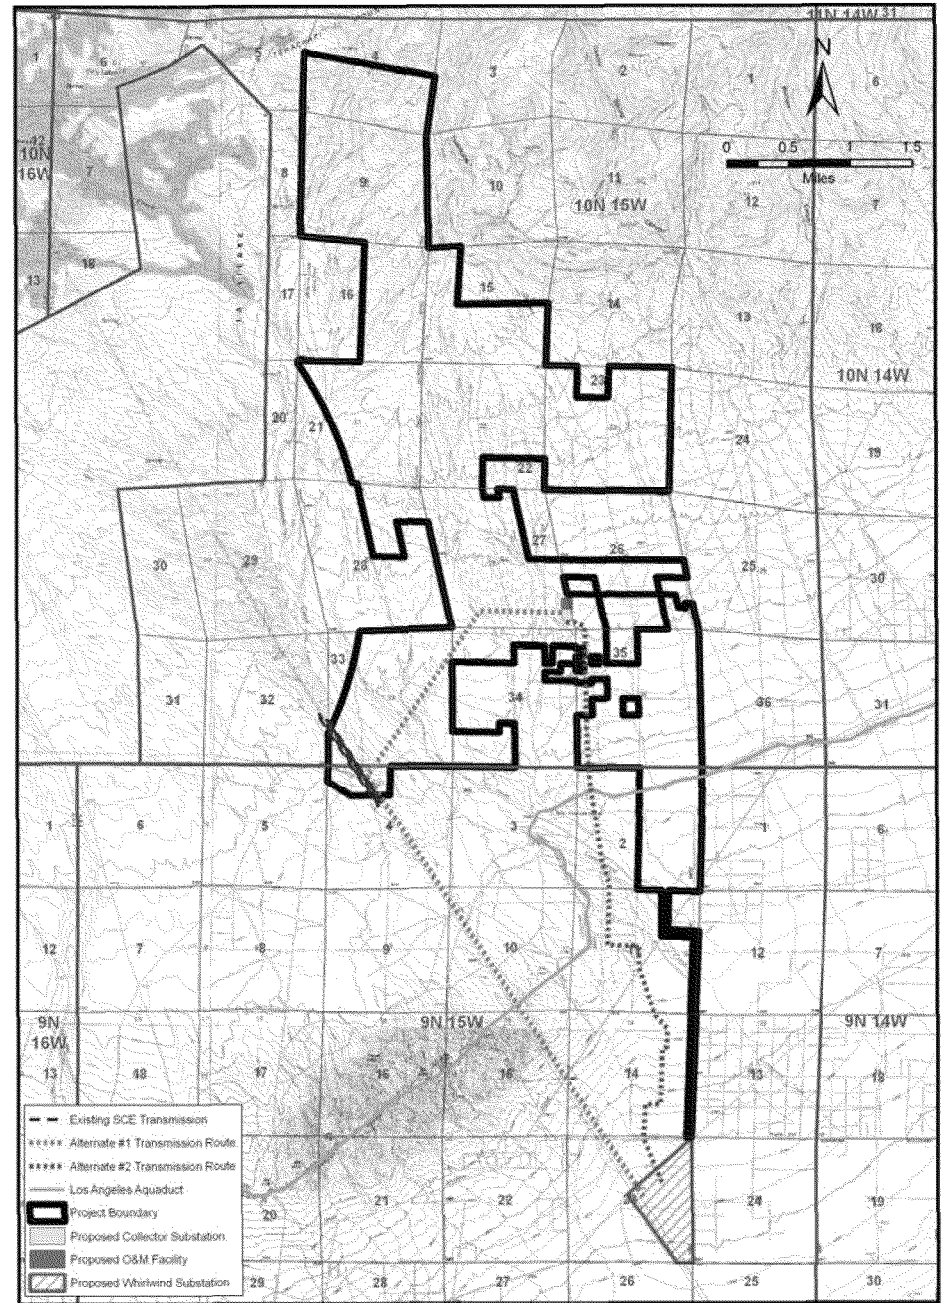 11N 14W 31
1 6 5 4 3 2 1 6
N
0 0.5 1 1.5
Miles
10N
16W
7 8 9 10 11 12 7
10N 15W
13 18 17 16 15 14 13 18
10N 14W
20 21 22 23 24 19
30 29 28 27 26 25 30
31 32 33 34 35 36 31
1 6 5 4 3 2 1 6
12 7 8 9 10 11 12 7
9N
16W
9N 15W
9N 14W
13 18 17 16 15 14 13 18
20 21 22 24 19
29 28 27 26 25 30
Existing SCE Transmission
Alternate #1 Transmission Route
Alternate #2 Transmission Route
Los Angeles Aquaduct
Project Boundary
Proposed Collector Substation
Proposed O&M Facility
Proposed Whirlwind Substation